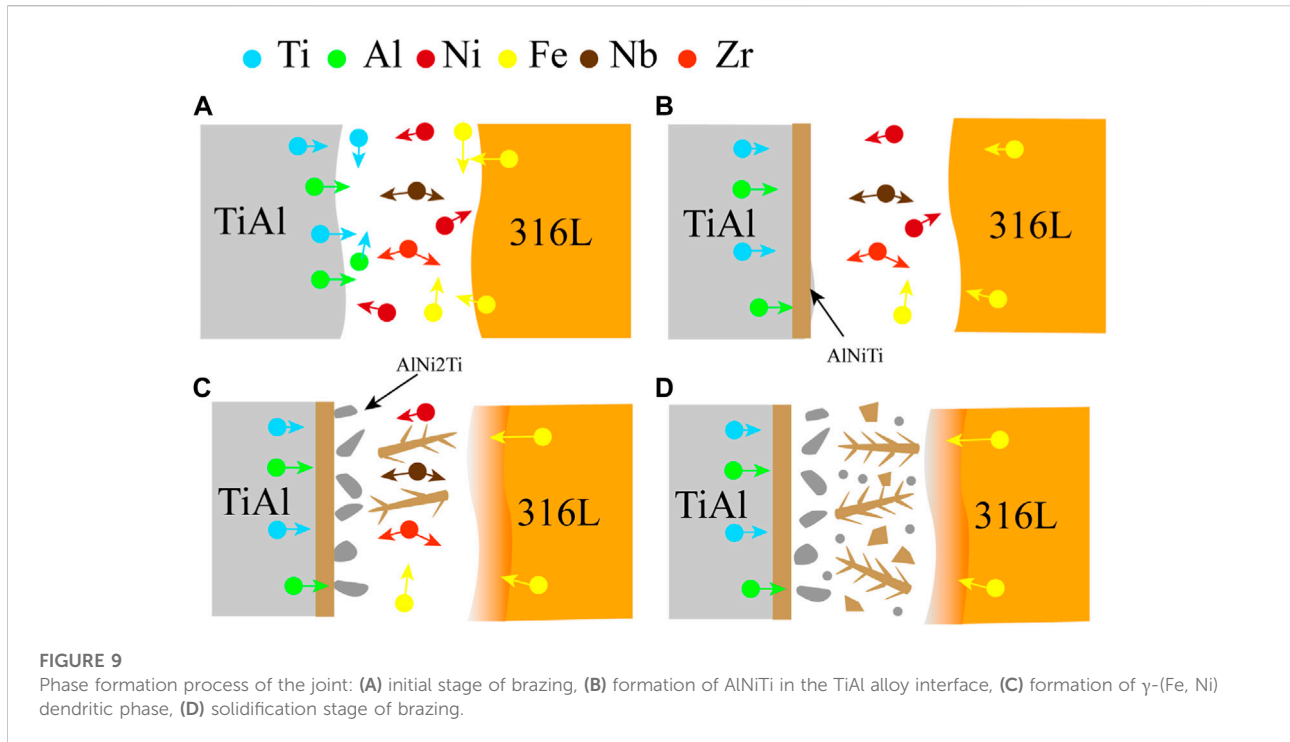 Ti Al Ni Fe Nb Zr
A
TiAl
316L
B
TiAl
316L
AlNiTi
C
AlNi2Ti
TiAl
316L
D
TiAl
316L
FIGURE 9
Phase formation process of the joint: (A) initial stage of brazing, (B) formation of AlNiTi in the TiAl alloy interface, (C) formation of γ-(Fe, Ni)
dendritic phase, (D) solidification stage of brazing.